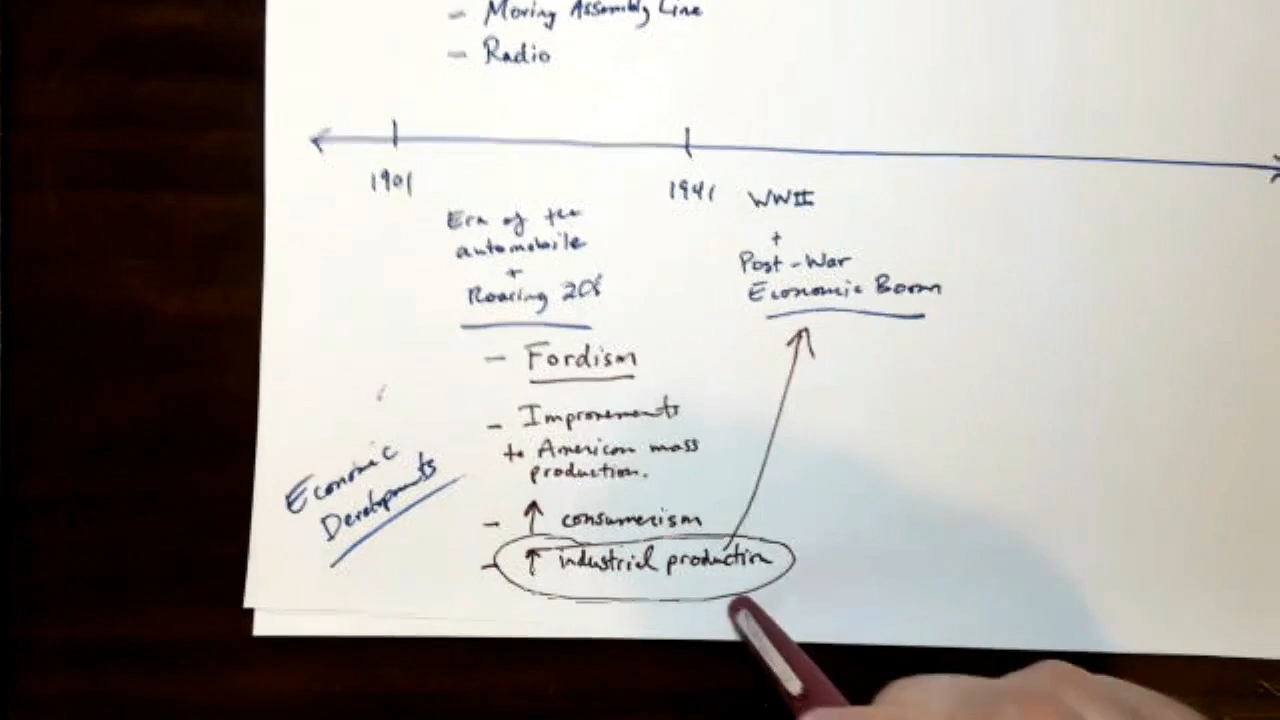 - Moving Assembly Line
- Radio
1901
1941
Era of the
automobile
+
Roaring 20s
WWII
+
Post-War
Economic Boom
- Fordism
- Improvements
to American mass
production.
- ↑ consumerism
- ↑ industrial production
Economic
Developments